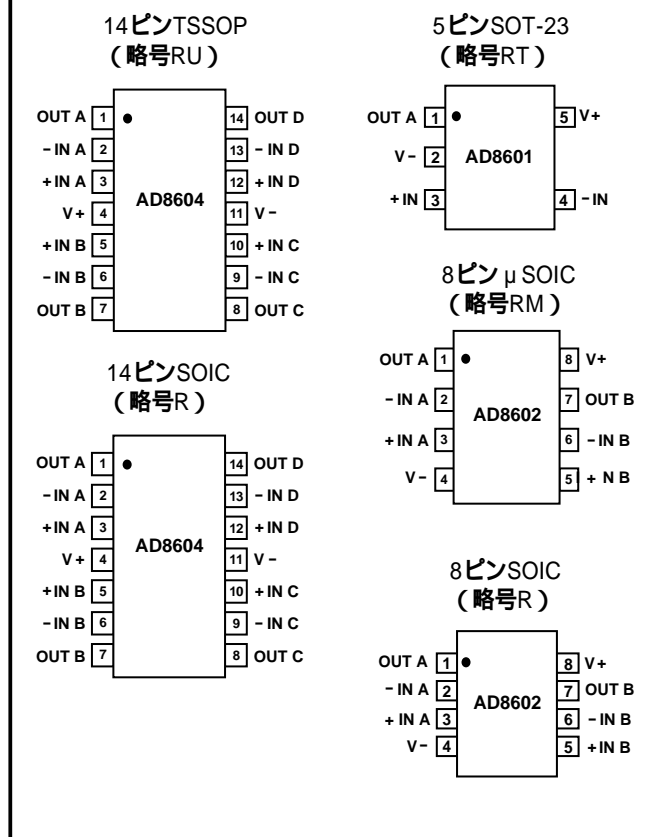 14ピンTSSOP
（略号RU）
OUT A 1 14 OUT D
−IN A 2 13 −IN D
+IN A 3 12 +IN D
AD8604
V+ 4 11 V−
+IN B 5 10 +IN C
−IN B 6 9 −IN C
OUT B 7 8 OUT C
14ピンSOIC
（略号R）
OUT A 1 14 OUT D
−IN A 2 13 −IN D
+IN A 3 12 +IN D
AD8604
V+ 4 11 V−
+IN B 5 10 +IN C
−IN B 6 9 −IN C
OUT B 7 8 OUT C
5ピンSOT-23
（略号RT）
OUT A 1 5 V+
V− 2 AD8601
+IN 3 4 −IN
8ピンμSOIC
（略号RM）
OUT A 1 8 V+
−IN A 2 7 OUT B
AD8602
+IN A 3 6 −IN B
V− 4 5 + N B
8ピンSOIC
（略号R）
OUT A 1 8 V+
−IN A 2 7 OUT B
AD8602
+IN A 3 6 −IN B
V− 4 5 +IN B